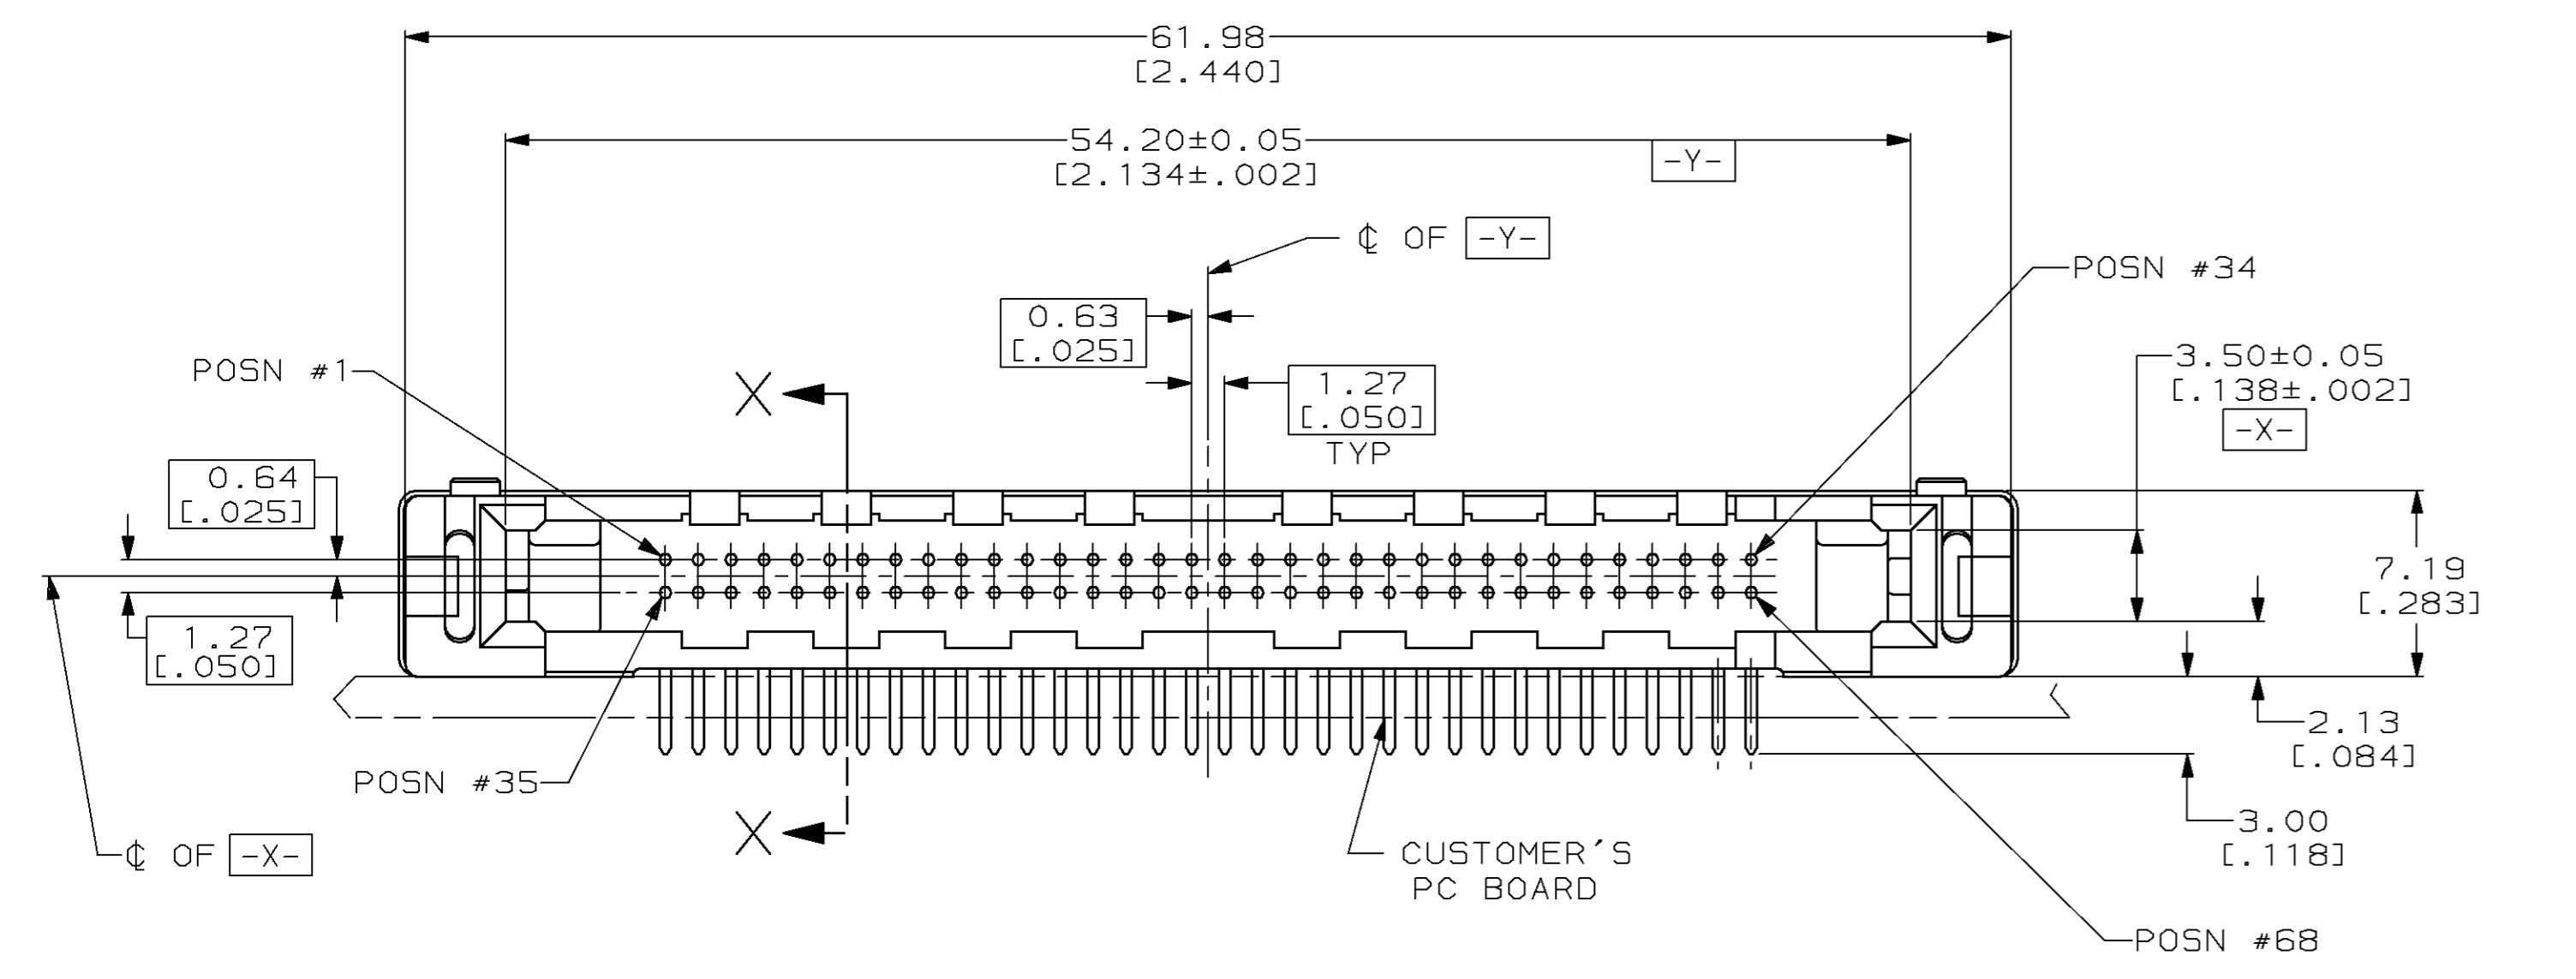 61.98
[2.440]
54.20±0.05
[2.134±.002]
-Y-
℄ OF -Y-
POSN #34
0.63
[.025]
3.50±0.05
[.138±.002]
-X-
POSN #1
X
1.27
[.050]
TYP
0.64
[.025]
7.19
[.283]
1.27
[.050]
2.13
[.084]
POSN #35
3.00
[.118]
X
℄ OF -X-
CUSTOMER'S
PC BOARD
POSN #68